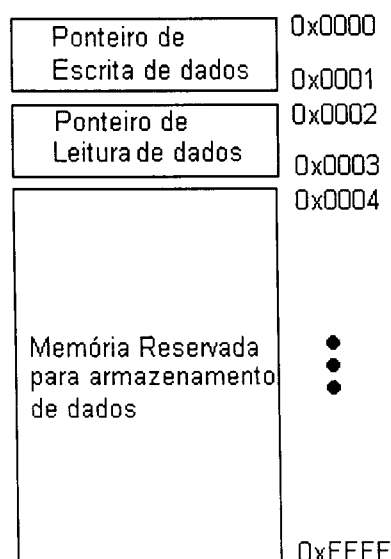 Ponteiro de
Escrita de dados
0x0000
0x0001
Ponteiro de
Leitura de dados
0x0002
0x0003
0x0004
Memória Reservada
para armazenamento
de dados
0xFFFF